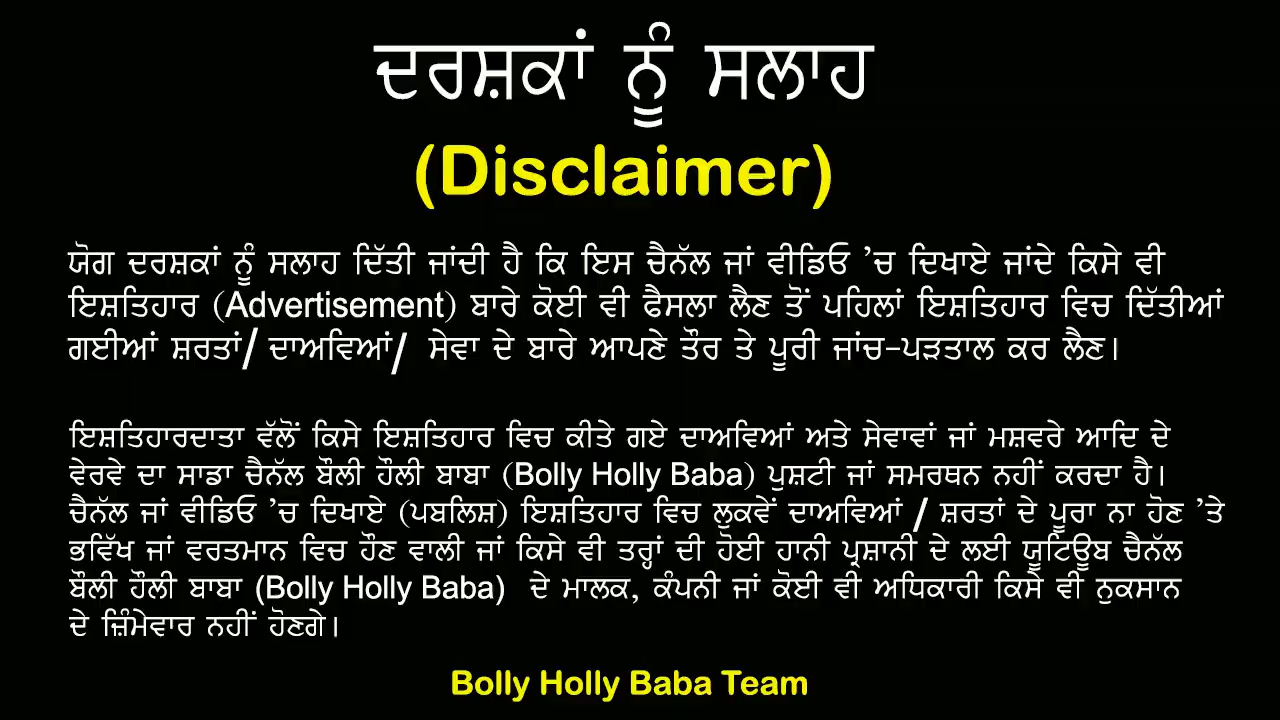 ਦਰਸ਼ਕਾਂ ਨੂੰ ਸਲਾਹ
(Disclaimer)
ਯੋਗ ਦਰਸ਼ਕਾਂ ਨੂੰ ਸਲਾਹ ਦਿੱਤੀ ਜਾਂਦੀ ਹੈ ਕਿ ਇਸ ਚੈਨੱਲ ਜਾਂ ਵੀਡਿਓ ’ਚ ਦਿਖਾਏ ਜਾਂਦੇ ਕਿਸੇ ਵੀ
ਇਸ਼ਤਿਹਾਰ (Advertisement) ਬਾਰੇ ਕੋਈ ਵੀ ਫੈਸਲਾ ਲੈਣ ਤੋਂ ਪਹਿਲਾਂ ਇਸ਼ਤਿਹਾਰ ਵਿਚ ਦਿੱਤੀਆਂ
ਗਈਆਂ ਸ਼ਰਤਾਂ/ ਦਾਅਵਿਆਂ/ ਸੇਵਾ ਦੇ ਬਾਰੇ ਆਪਣੇ ਤੌਰ ਤੇ ਪੂਰੀ ਜਾਂਚ-ਪੜਤਾਲ ਕਰ ਲੈਣ।
ਇਸ਼ਤਿਹਾਰਦਾਤਾ ਵੱਲੋਂ ਕਿਸੇ ਇਸ਼ਤਿਹਾਰ ਵਿਚ ਕੀਤੇ ਗਏ ਦਾਅਵਿਆਂ ਅਤੇ ਸੇਵਾਵਾਂ ਜਾਂ ਮਸ਼ਵਰੇ ਆਦਿ ਦੇ
ਵੇਰਵੇ ਦਾ ਸਾਡਾ ਚੈਨੱਲ ਬੌਲੀ ਹੌਲੀ ਬਾਬਾ (Bolly Holly Baba) ਪੁਸ਼ਟੀ ਜਾਂ ਸਮਰਥਨ ਨਹੀਂ ਕਰਦਾ ਹੈ।
ਚੈਨੱਲ ਜਾਂ ਵੀਡਿਓ ’ਚ ਦਿਖਾਏ (ਪਬਲਿਸ਼) ਇਸ਼ਤਿਹਾਰ ਵਿਚ ਲੁਕਵੇਂ ਦਾਅਵਿਆਂ / ਸ਼ਰਤਾਂ ਦੇ ਪੂਰਾ ਨਾ ਹੋਣ ’ਤੇ
ਭਵਿੱਖ ਜਾਂ ਵਰਤਮਾਨ ਵਿਚ ਹੌਣ ਵਾਲੀ ਜਾਂ ਕਿਸੇ ਵੀ ਤਰ੍ਹਾਂ ਦੀ ਹੋਈ ਹਾਨੀ ਪ੍ਰਸ਼ਾਨੀ ਦੇ ਲਈ ਯੂਟਿਊਬ ਚੈਨੱਲ
ਬੌਲੀ ਹੌਲੀ ਬਾਬਾ (Bolly Holly Baba) ਦੇ ਮਾਲਕ, ਕੰਪਨੀ ਜਾਂ ਕੋਈ ਵੀ ਅਧਿਕਾਰੀ ਕਿਸੇ ਵੀ ਨੁਕਸਾਨ
ਦੇ ਜ਼ਿੰਮੇਵਾਰ ਨਹੀਂ ਹੋਣਗੇ।
Bolly Holly Baba Team